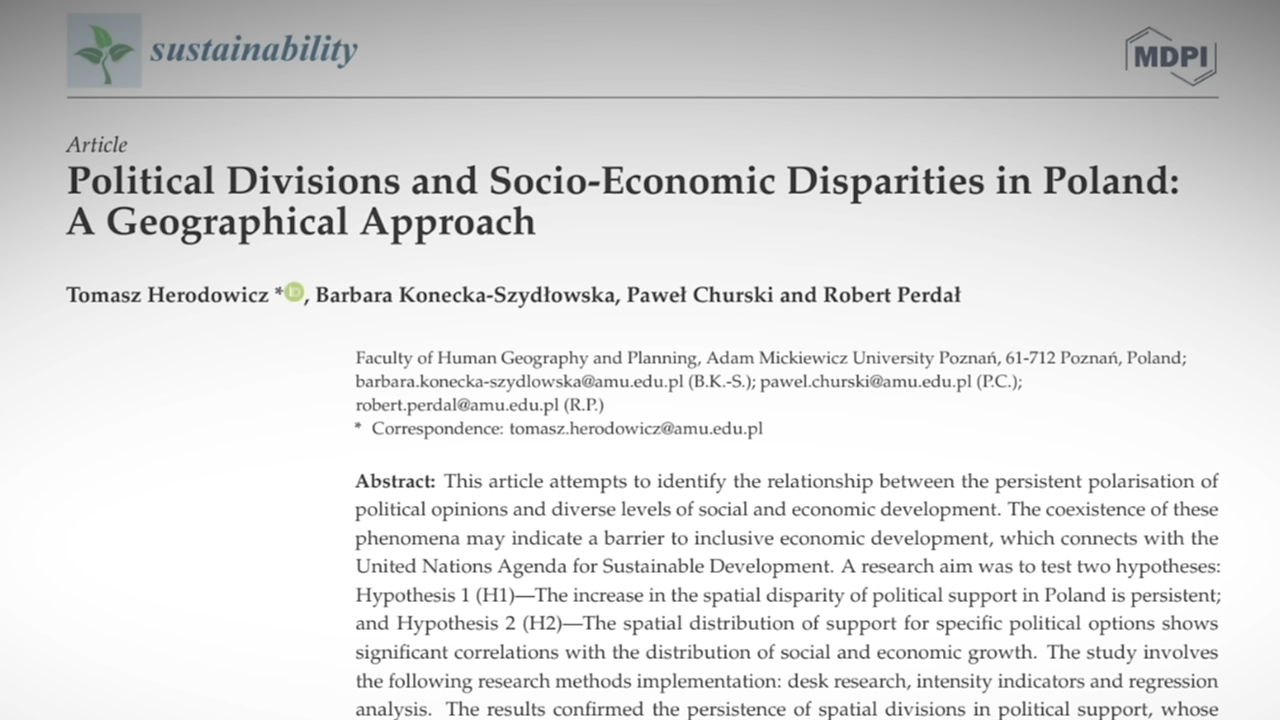 sustainability
MDPI
Article
Political Divisions and Socio-Economic Disparities in Poland:
A Geographical Approach
Tomasz Herodowicz * iD, Barbara Konecka-Szydłowska, Paweł Churski and Robert Perdał
Faculty of Human Geography and Planning, Adam Mickiewicz University Poznań, 61-712 Poznań, Poland;
barbara.konecka-szydlowska@amu.edu.pl (B.K.-S.); pawel.churski@amu.edu.pl (P.C.);
robert.perdal@amu.edu.pl (R.P.)
* Correspondence: tomasz.herodowicz@amu.edu.pl
Abstract: This article attempts to identify the relationship between the persistent polarisation of
political opinions and diverse levels of social and economic development. The coexistence of these
phenomena may indicate a barrier to inclusive economic development, which connects with the
United Nations Agenda for Sustainable Development. A research aim was to test two hypotheses:
Hypothesis 1 (H1)—The increase in the spatial disparity of political support in Poland is persistent;
and Hypothesis 2 (H2)—The spatial distribution of support for specific political options shows
significant correlations with the distribution of social and economic growth. The study involves
the following research methods implementation: desk research, intensity indicators and regression
analysis. The results confirmed the persistence of spatial divisions in political support, whose